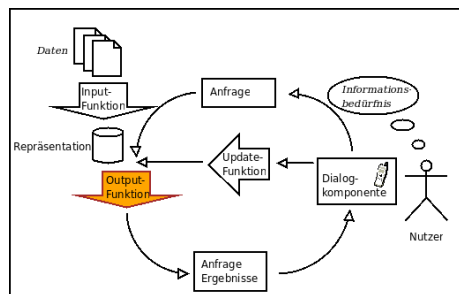 Daten
Input-
Funktion
Anfrage
Informations-
bedürfnis
Repräsentation
Update-
Funktion
Dialog-
komponente
Output-
Funktion
Nutzer
Anfrage
Ergebnisse